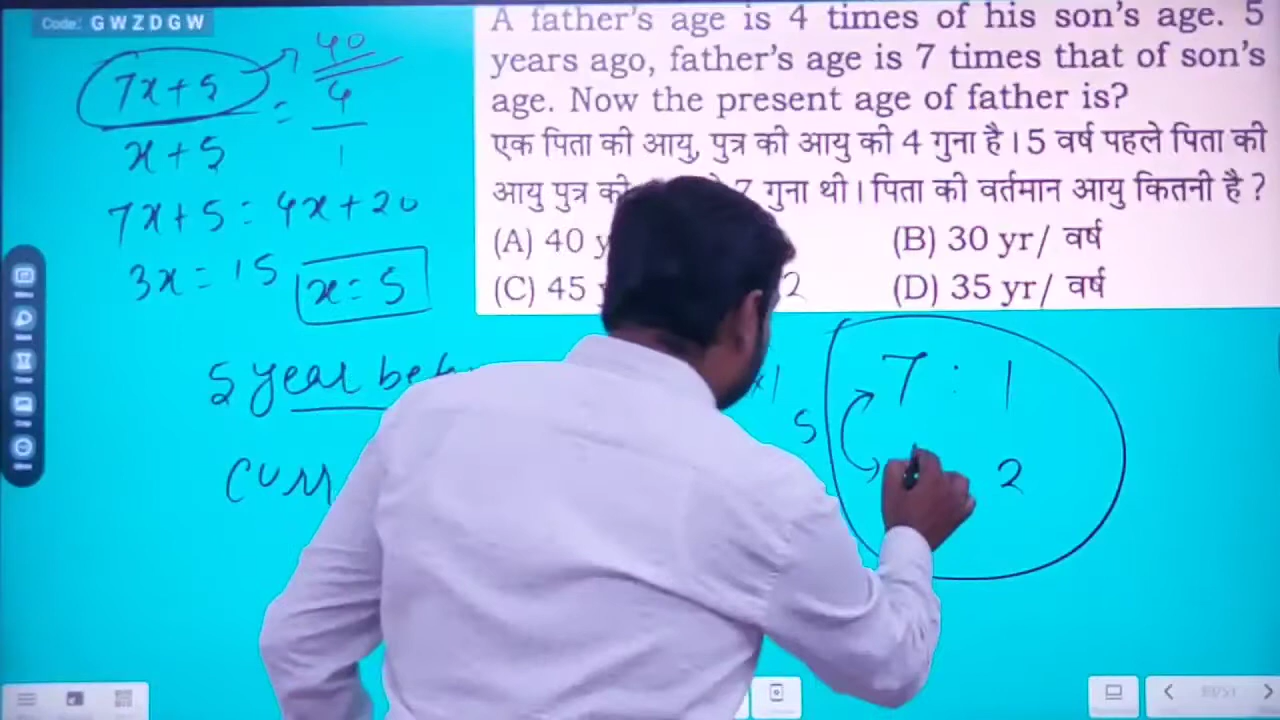 Code: G W Z D G W
A father's age is 4 times of his son's age. 5
years ago, father's age is 7 times that of son's
age. Now the present age of father is?
एक पिता की आयु, पुत्र की आयु की 4 गुना है। 5 वर्ष पहले पिता की
आयु पुत्र की 7 गुना थी। पिता की वर्तमान आयु कितनी है ?
(A) 40 (B) 30 yr/ वर्ष
(C) 45 (D) 35 yr/ वर्ष
7x+5 = 4/1
40
x+5
7x+5 = 4x+20
3x = 15 x = 5
5 year
7 : 1
5
2